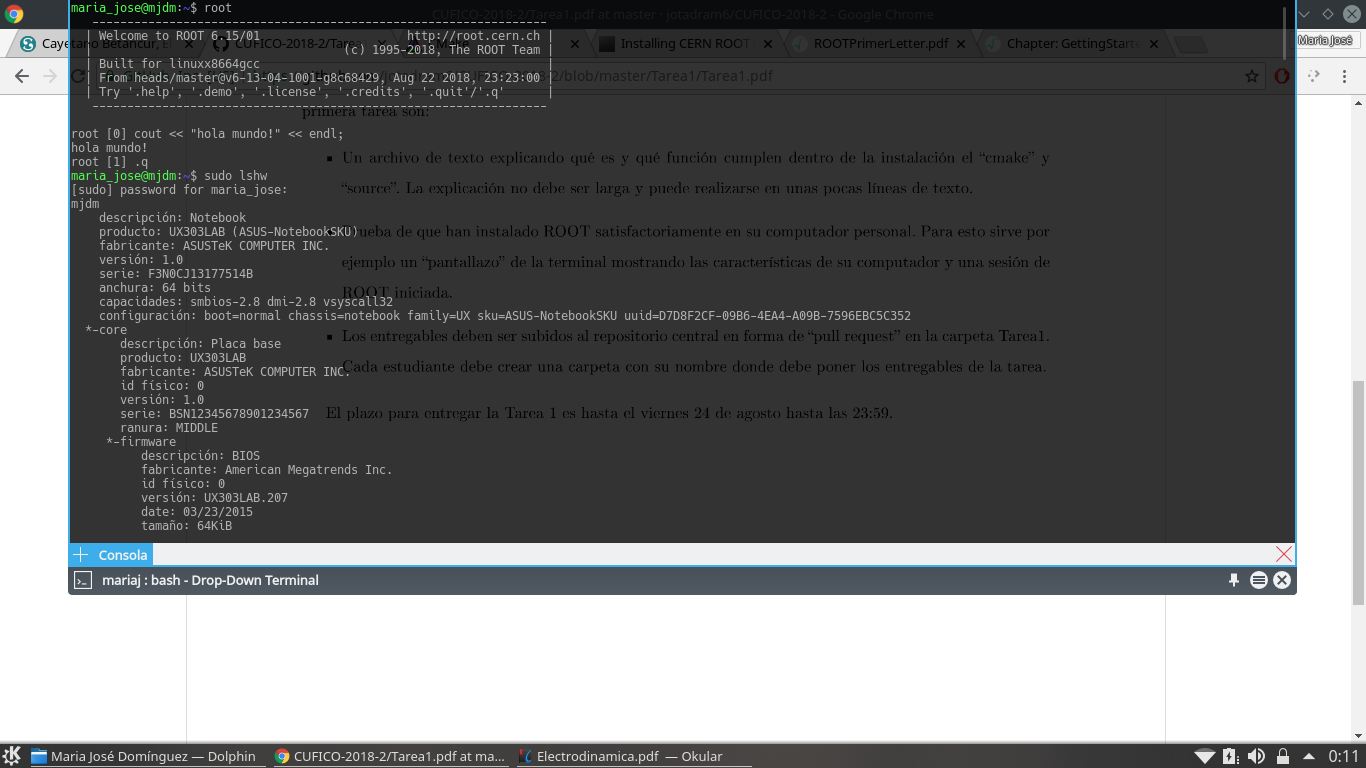 maria_jose@mjdm:~$ root
CUFICO-2018-2/Tarea1.pdf at master · jotadram6/CUFICO-2018-2 - Google Chrome
| Welcome to ROOT 6.15/01 http://root.cern.ch |
| (c) 1995-2018, The ROOT Team |
| Built for linuxx8664gcc |
| From heads/master@v6-13-04-1001-g8c68429, Aug 22 2018, 23:23:00 |
| Try '.help', '.demo', '.license', '.credits', '.quit'/'.q' |
Cayetano Betancur, E
CUFICO-2018-2/Tare
Installing CERN ROOT
ROOTPrimerLetter.pdf
Chapter: GettingStart
Maria José
/blob/master/Tarea1/Tarea1.pdf
primera tarea son:
root [0] cout << "hola mundo!" << endl;
hola mundo!
root [1] .q
maria_jose@mjdm:~$ sudo lshw
[sudo] password for maria_jose:
mjdm
descripción: Notebook
producto: UX303LAB (ASUS-NotebookSKU)
fabricante: ASUSTeK COMPUTER INC.
versión: 1.0
serie: F3N0CJ13177514B
anchura: 64 bits
capacidades: smbios-2.8 dmi-2.8 vsyscall32
configuración: boot=normal chassis=notebook family=UX sku=ASUS-NotebookSKU uuid=D7D8F2CF-09B6-4EA4-A09B-7596EBC5C352
*-core
descripción: Placa base
producto: UX303LAB
fabricante: ASUSTeK COMPUTER INC.
id físico: 0
versión: 1.0
serie: BSN12345678901234567
ranura: MIDDLE
*-firmware
descripción: BIOS
fabricante: American Megatrends Inc.
id físico: 0
versión: UX303LAB.207
date: 03/23/2015
tamaño: 64KiB
▪ Un archivo de texto explicando qué es y qué función cumplen dentro de la instalación el “cmake” y
“source”. La explicación no debe ser larga y puede realizarse en unas pocas líneas de texto.
Prueba de que han instalado ROOT satisfactoriamente en su computador personal. Para esto sirve por
ejemplo un “pantallazo” de la terminal mostrando las características de su computador y una sesión de
ROOT iniciada.
▪ Los entregables deben ser subidos al repositorio central en forma de “pull request” en la carpeta Tarea1.
Cada estudiante debe crear una carpeta con su nombre donde debe poner los entregables de la tarea.
El plazo para entregar la Tarea 1 es hasta el viernes 24 de agosto hasta las 23:59.
Consola
mariaj : bash - Drop-Down Terminal
Maria José Domínguez — Dolphin
CUFICO-2018-2/Tarea1.pdf at ma...
Electrodinamica.pdf — Okular
0:11